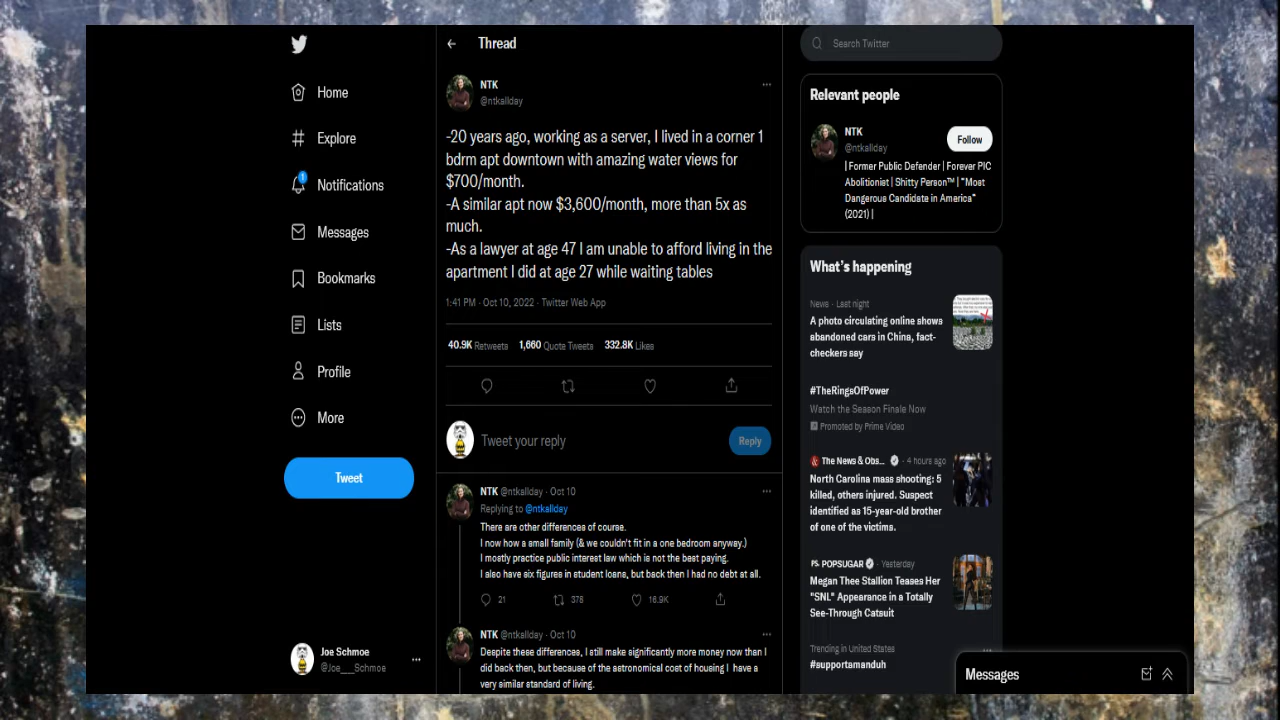 Home
Explore
1
Notifications
Messages
Bookmarks
Lists
Profile
More
Tweet
Joe Schmoe
@Joe___Schmoe
Thread
NTK
@ntkallday
-20 years ago, working as a server, I lived in a corner 1
bdrm apt downtown with amazing water views for
$700/month.
-A similar apt now $3,600/month, more than 5x as
much.
-As a lawyer at age 47 I am unable to afford living in the
apartment I did at age 27 while waiting tables
1:41 PM · Oct 10, 2022 · Twitter Web App
40.9K Retweets 1,660 Quote Tweets 332.8K Likes
Tweet your reply
Reply
NTK @ntkallday · Oct 10
Replying to @ntkallday
There are other differences of course.
I now how a small family (& we couldn't fit in a one bedroom anyway.)
I mostly practice public interest law which is not the best paying.
I also have six figures in student loans, but back then I had no debt at all.
21 378 16.9K
NTK @ntkallday · Oct 10
Despite these differences, I still make significantly more money now than I
did back then, but because of the astronomical cost of houseing I have a
very similar standard of living.
Search Twitter
Relevant people
NTK
@ntkallday
Follow
| Former Public Defender | Forever PIC
Abolitionist | Shitty Person™ | "Most
Dangerous Candidate in America"
(2021) |
What's happening
News · Last night
A photo circulating online shows
abandoned cars in China, fact-
checkers say
#TheRingsOfPower
Watch the Season Finale Now
Promoted by Prime Video
The News & Obs... · 4 hours ago
North Carolina mass shooting: 5
killed, others injured. Suspect
identified as 15-year-old brother
of one of the victims.
POPSUGAR · Yesterday
Megan Thee Stallion Teases Her
"SNL" Appearance in a Totally
See-Through Catsuit
Trending in United States
#supportamanduh
Messages